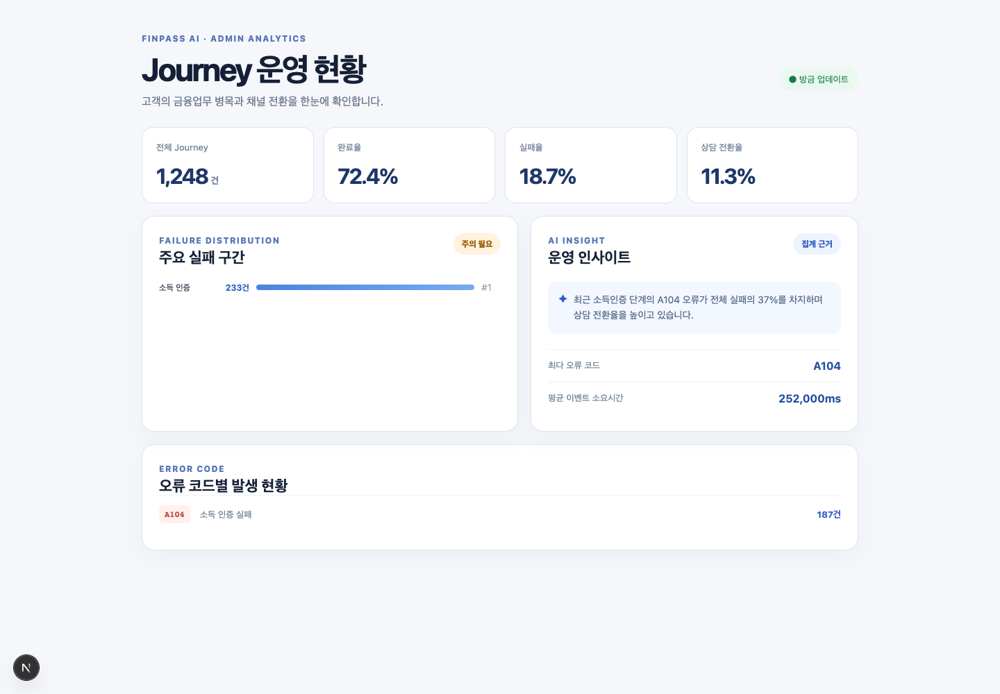 FINPASS AI · ADMIN ANALYTICS
Journey 운영 현황
고객의 금융업무 병목과 채널 전환을 한눈에 확인합니다.
● 방금 업데이트
전체 Journey
1,248 건
완료율
72.4%
실패율
18.7%
상담 전환율
11.3%
FAILURE DISTRIBUTION
주요 실패 구간
주의 필요
소득 인증 233건 #1
AI INSIGHT
운영 인사이트
집계 근거
✦ 최근 소득인증 단계의 A104 오류가 전체 실패의 37%를 차지하며
상담 전환율을 높이고 있습니다.
최다 오류 코드 A104
평균 이벤트 소요시간 252,000ms
ERROR CODE
오류 코드별 발생 현황
A104 소득 인증 실패 187건
N